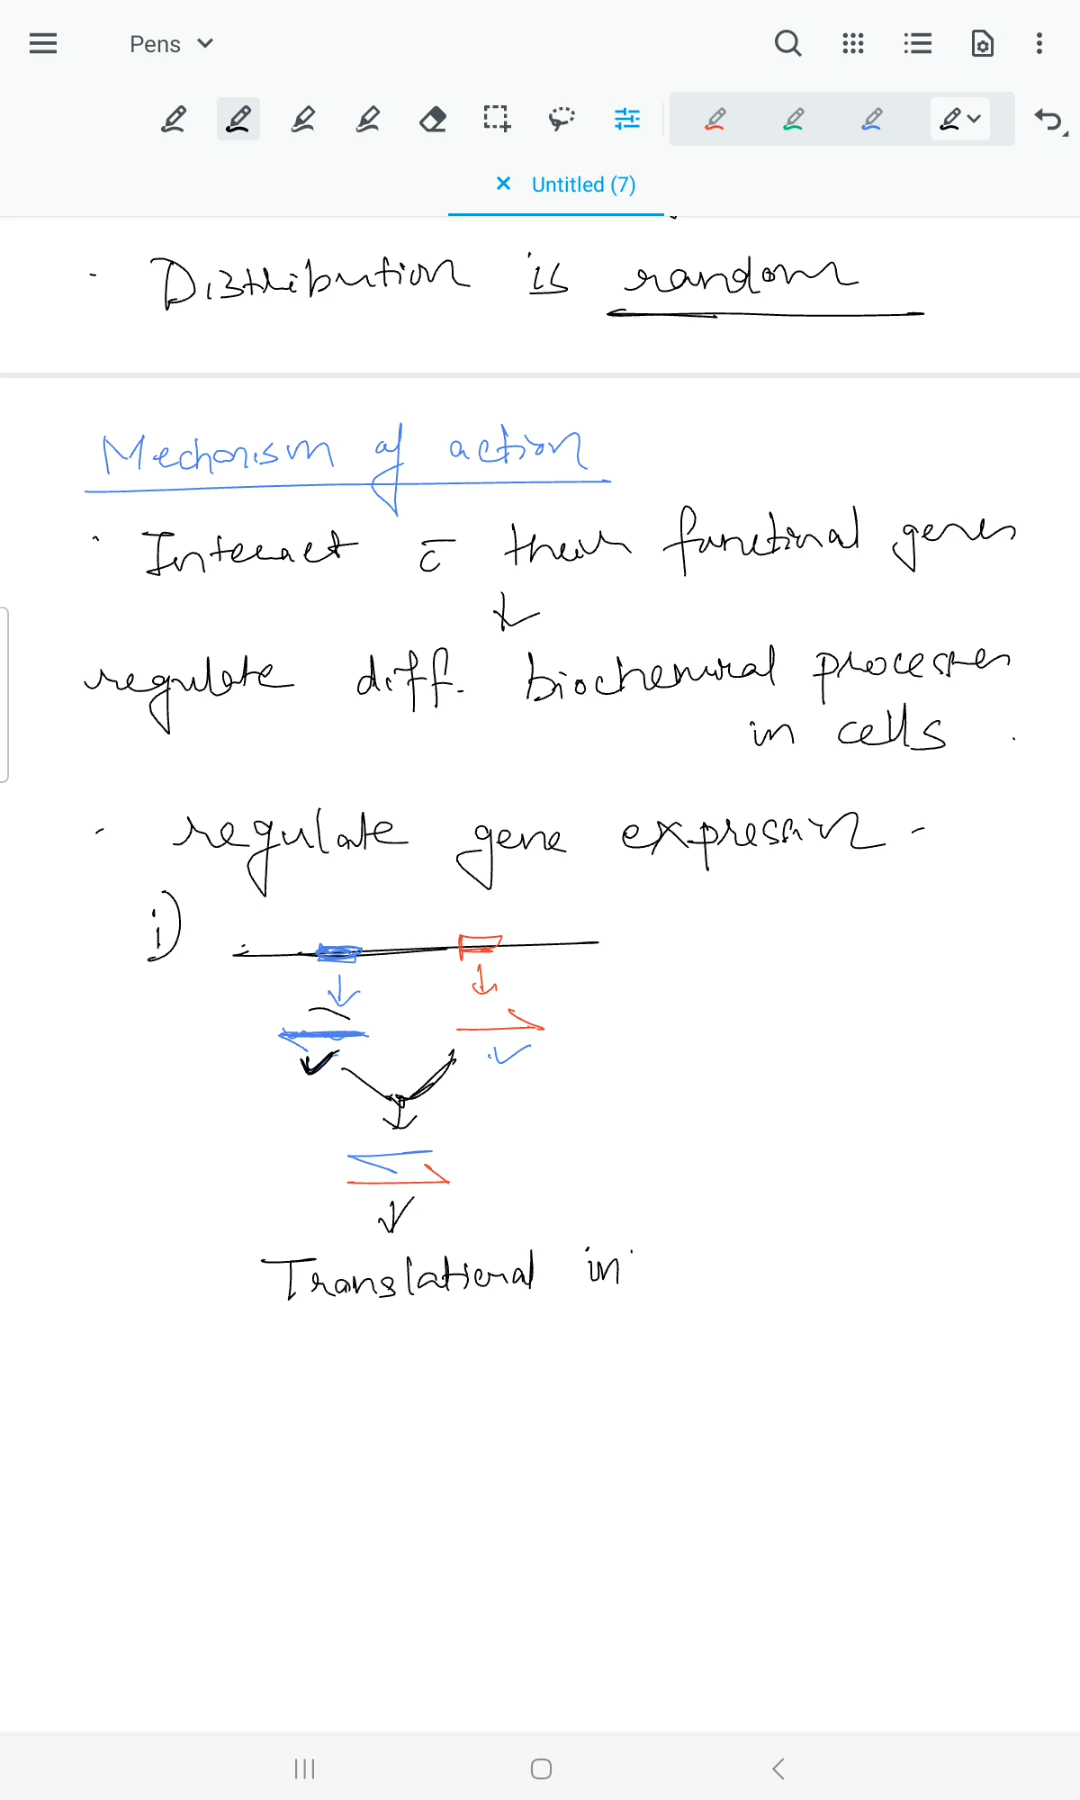 Pens
Untitled (7)
- Distribution is random
Mechanism of action
· Interact c̄ their functional genes
↓
regulate diff. biochemical processes
in cells .
- regulate gene expression -
i)
Translational in